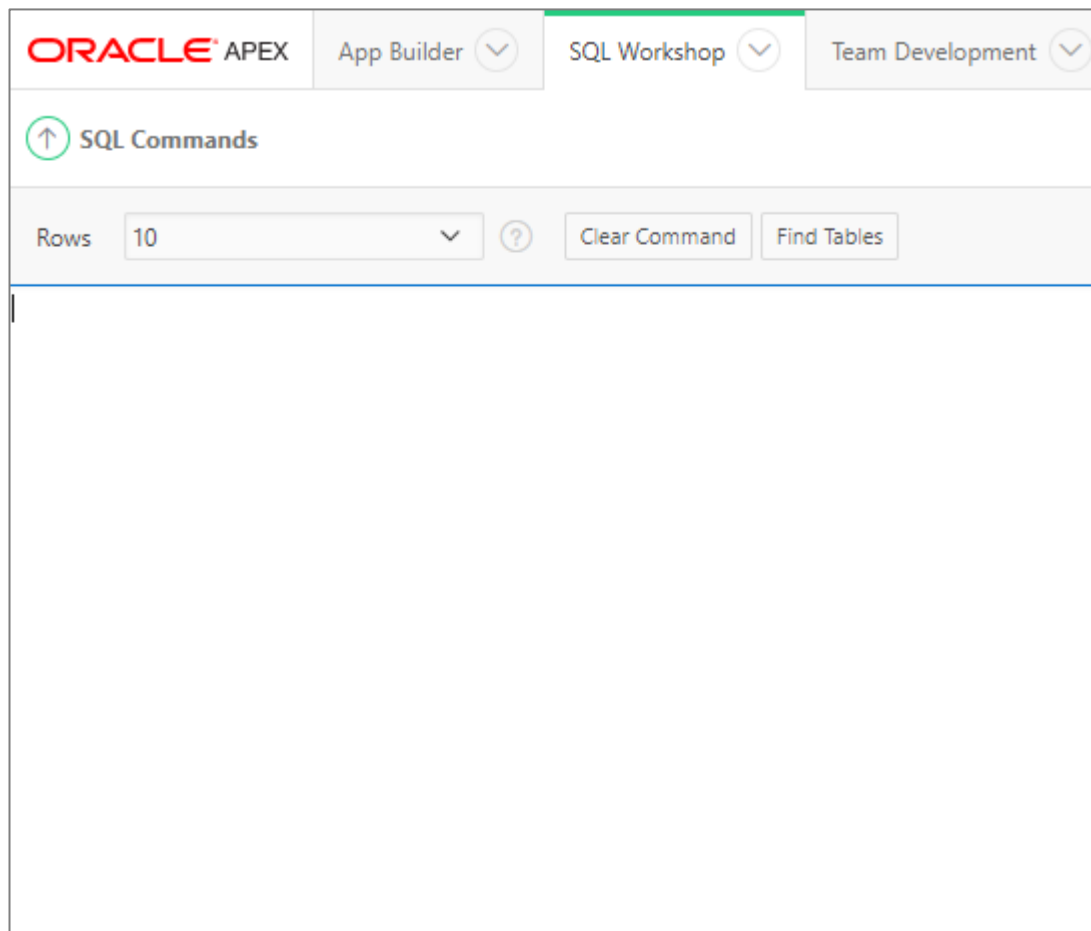 ORACLE APEX App Builder SQL Workshop Team Development
SQL Commands
Rows 10 ? Clear Command Find Tables